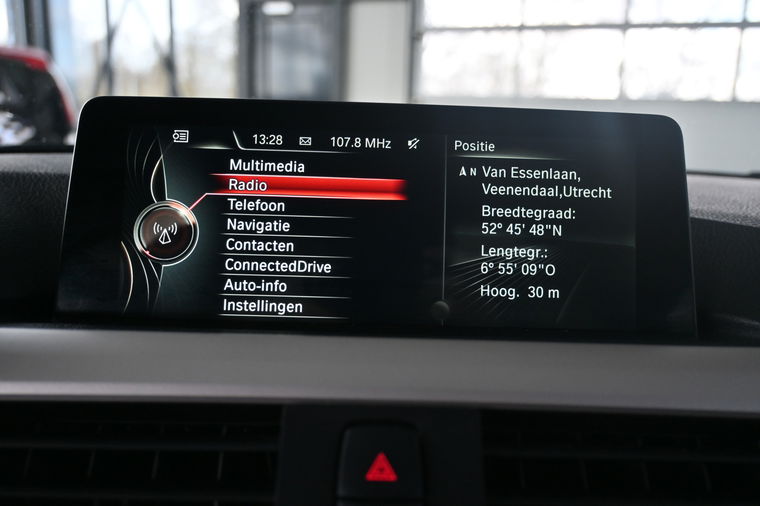 13:28 107.8 MHz
Multimedia
Radio
Telefoon
Navigatie
Contacten
ConnectedDrive
Auto-info
Instellingen
Positie
N Van Essenlaan,
Veenendaal,Utrecht
Breedtegraad:
52° 45' 48"N
Lengtegr.:
6° 55' 09"O
Hoog. 30 m